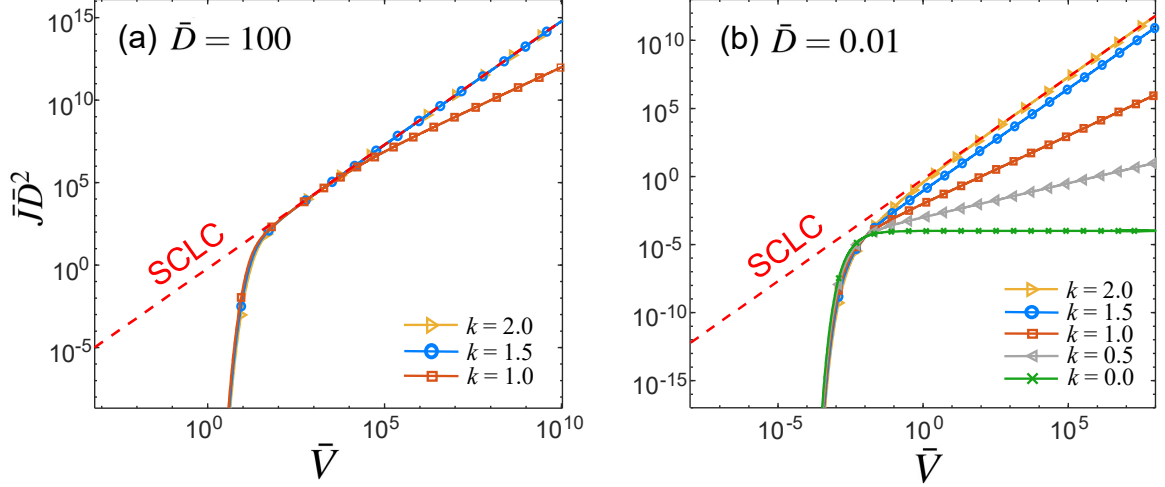 (a) D̄ = 100
10^15
10^10
10^5
10^0
10^-5
J̄D̄^2
SCLC
k = 2.0
k = 1.5
k = 1.0
10^0
10^5
10^10
V̄
(b) D̄ = 0.01
10^10
10^5
10^0
10^-5
10^-10
10^-15
SCLC
k = 2.0
k = 1.5
k = 1.0
k = 0.5
k = 0.0
10^-5
10^0
10^5
V̄